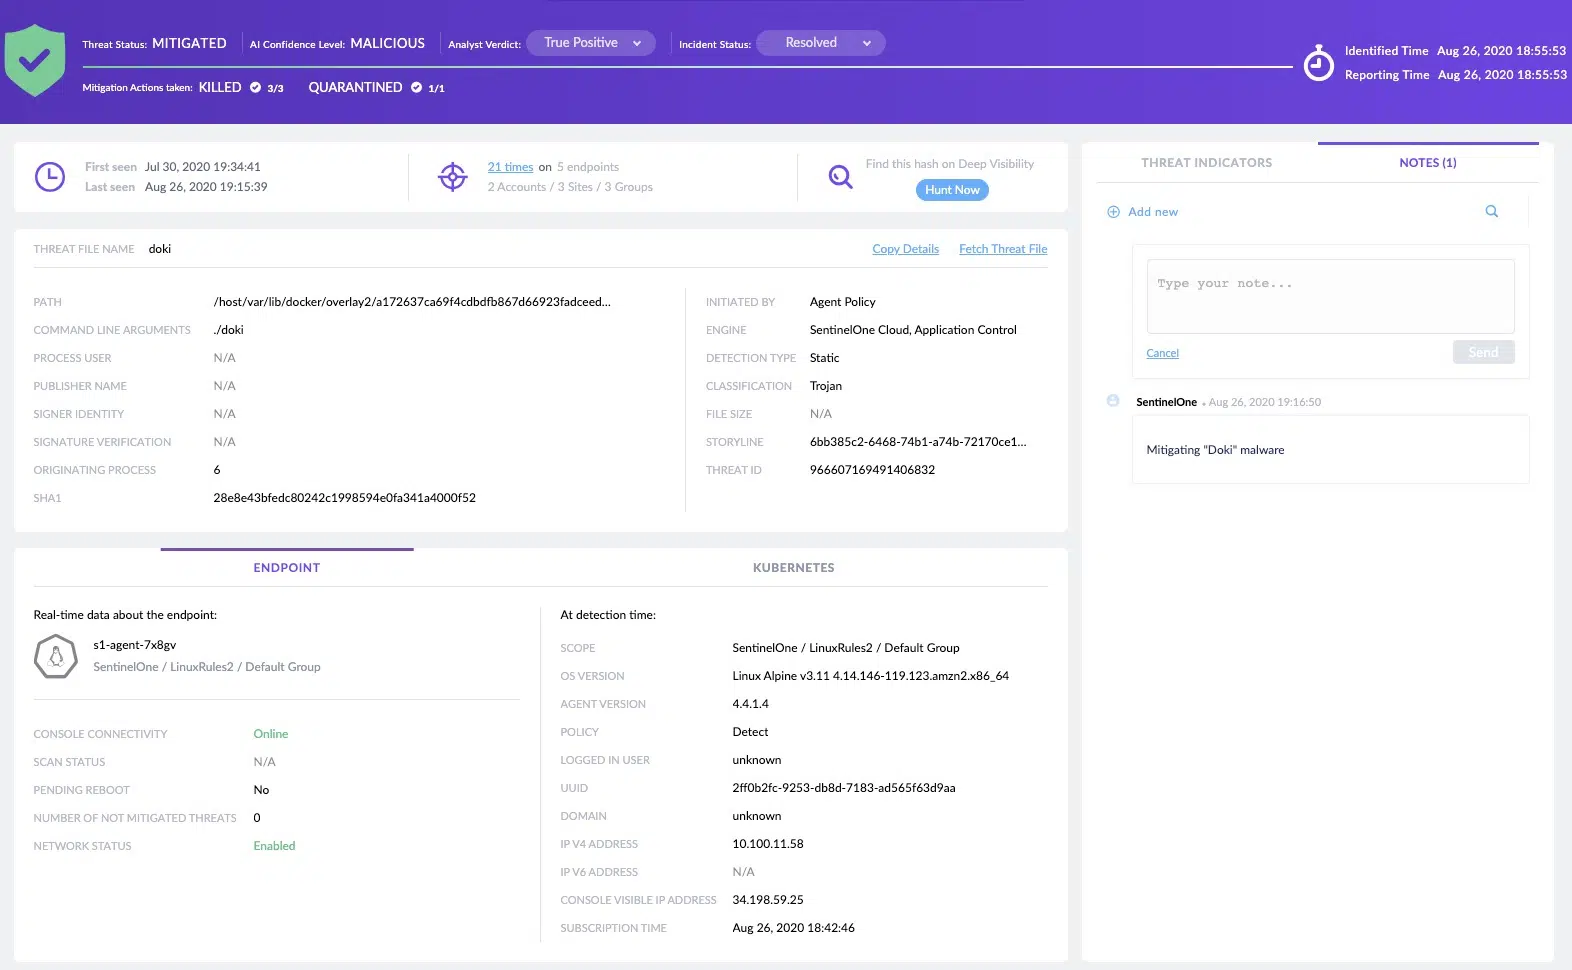 Threat Status: MITIGATED AI Confidence Level: MALICIOUS Analyst Verdict: True Positive Incident Status: Resolved
Mitigation Actions taken: KILLED 3/3 QUARANTINED 1/1
Identified Time Aug 26, 2020 18:55:53
Reporting Time Aug 26, 2020 18:55:53
First seen Jul 30, 2020 19:34:41
Last seen Aug 26, 2020 19:15:39
21 times on 5 endpoints
2 Accounts / 3 Sites / 3 Groups
Find this hash on Deep Visibility
Hunt Now
THREAT FILE NAME doki
Copy Details Fetch Threat File
PATH /host/var/lib/docker/overlay2/a172637ca69f4cdbdfb867d66923fadceed...
COMMAND LINE ARGUMENTS ./doki
PROCESS USER N/A
PUBLISHER NAME N/A
SIGNER IDENTITY N/A
SIGNATURE VERIFICATION N/A
ORIGINATING PROCESS 6
SHA1 28e8e43bfedc80242c1998594e0fa341a4000f52
INITIATED BY Agent Policy
ENGINE SentinelOne Cloud, Application Control
DETECTION TYPE Static
CLASSIFICATION Trojan
FILE SIZE N/A
STORYLINE 6bb385c2-6468-74b1-a74b-72170ce1...
THREAT ID 966607169491406832
ENDPOINT KUBERNETES
Real-time data about the endpoint:
s1-agent-7x8gv
SentinelOne / LinuxRules2 / Default Group
CONSOLE CONNECTIVITY Online
SCAN STATUS N/A
PENDING REBOOT No
NUMBER OF NOT MITIGATED THREATS 0
NETWORK STATUS Enabled
At detection time:
SCOPE SentinelOne / LinuxRules2 / Default Group
OS VERSION Linux Alpine v3.11 4.14.146-119.123.amzn2.x86_64
AGENT VERSION 4.4.1.4
POLICY Detect
LOGGED IN USER unknown
UUID 2ff0b2fc-9253-db8d-7183-ad565f63d9aa
DOMAIN unknown
IP V4 ADDRESS 10.100.11.58
IP V6 ADDRESS N/A
CONSOLE VISIBLE IP ADDRESS 34.198.59.25
SUBSCRIPTION TIME Aug 26, 2020 18:42:46
THREAT INDICATORS NOTES (1)
Add new
Type your note...
Cancel Send
SentinelOne • Aug 26, 2020 19:16:50
Mitigating "Doki" malware